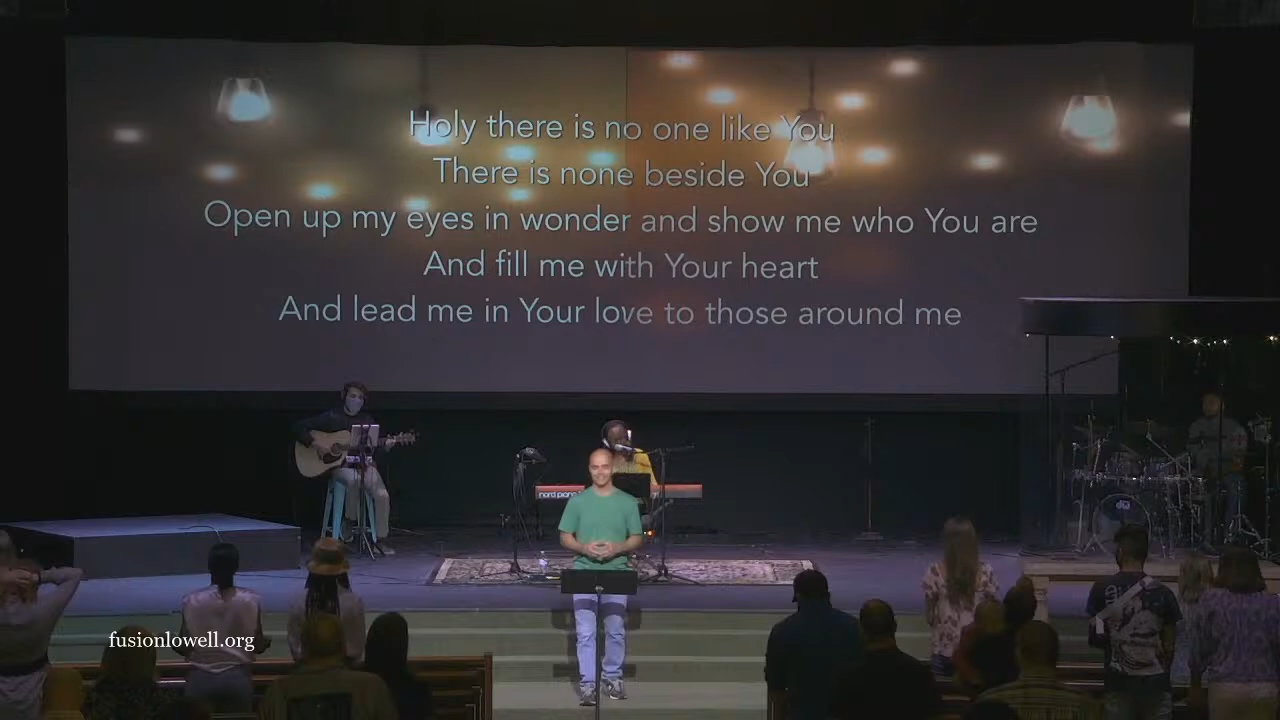 Holy there is no one like You
There is none beside You
Open up my eyes in wonder and show me who You are
And fill me with Your heart
And lead me in Your love to those around me
nord piano
dw
fusionlowell.org